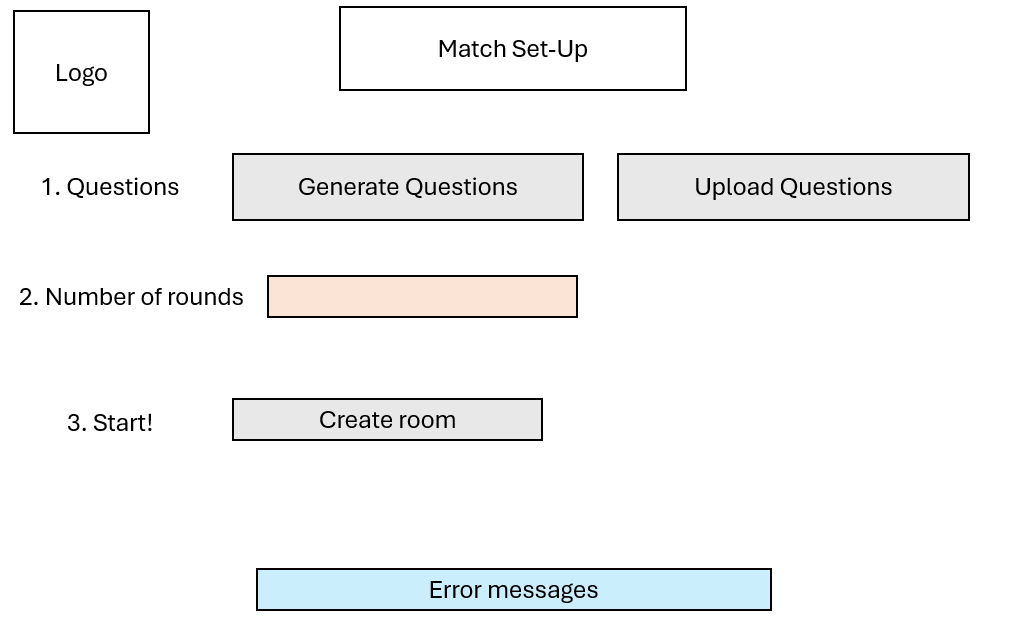 Logo
Match Set-Up
1. Questions
Generate Questions
Upload Questions
2. Number of rounds
3. Start!
Create room
Error messages